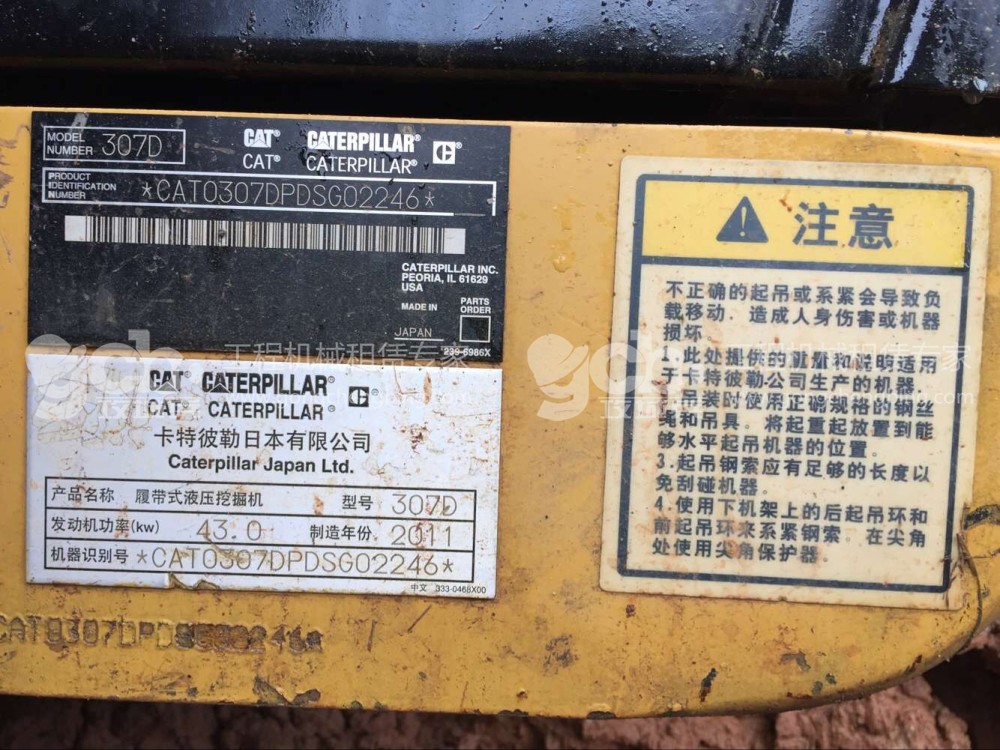 MODEL
NUMBER 307D
CAT® CATERPILLAR®
CAT® CATERPILLAR®
PRODUCT
IDENTIFICATION
NUMBER
*CAT0307DPDSG02246*
CATERPILLAR INC.
PEORIA, IL 61629
USA
MADE IN
PARTS
ORDER
JAPAN
239-6986X
CAT® CATERPILLAR®
CAT® CATERPILLAR®
卡特彼勒日本有限公司
Caterpillar Japan Ltd.
产品名称 履带式液压挖掘机 型号 307D
发动机功率(kw) 43.0 制造年份 2011
机器识别号 *CAT0307DPDSG02246*
中文 333-0468X00
CAT0307DPDSG02246*
注意
不正确的起吊或系紧会导致负
载移动，造成人身伤害或机器
损坏
1.此处提供的重量和说明适用
于卡特彼勒公司生产的机器。
吊装时使用正确规格的钢丝
绳和吊具。将起重起放置到能
够水平起吊机器的位置。
3.起吊钢索应有足够的长度以
免刮碰机器。
4.使用下机架上的后起吊环和
前起吊环来系紧钢索。在尖角
处使用尖角保护器
工程机械租赁专家
工程机械租赁专家